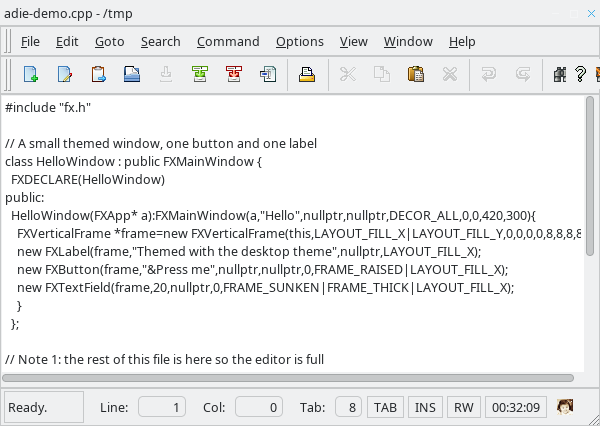 adie-demo.cpp - /tmp
File Edit Goto Search Command Options View Window Help
#include "fx.h"
// A small themed window, one button and one label
class HelloWindow : public FXMainWindow {
FXDECLARE(HelloWindow)
public:
HelloWindow(FXApp* a):FXMainWindow(a,"Hello",nullptr,nullptr,DECOR_ALL,0,0,420,300){
FXVerticalFrame *frame=new FXVerticalFrame(this,LAYOUT_FILL_X|LAYOUT_FILL_Y,0,0,0,0,8,8,8,8
new FXLabel(frame,"Themed with the desktop theme",nullptr,LAYOUT_FILL_X);
new FXButton(frame,"&Press me",nullptr,nullptr,0,FRAME_RAISED|LAYOUT_FILL_X);
new FXTextField(frame,20,nullptr,0,FRAME_SUNKEN|FRAME_THICK|LAYOUT_FILL_X);
}
};
// Note 1: the rest of this file is here so the editor is full
Ready. Line: 1 Col: 0 Tab: 8 TAB INS RW 00:32:09